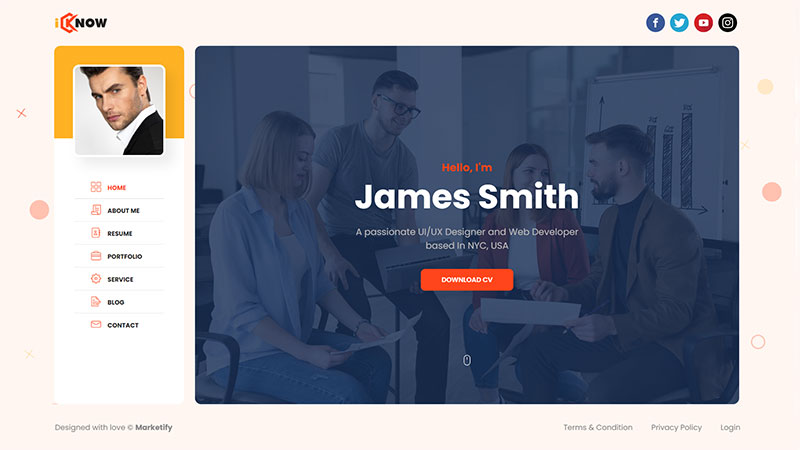 iKNOW
HOME
ABOUT ME
RESUME
PORTFOLIO
SERVICE
BLOG
CONTACT
Hello, I'm
James Smith
A passionate UI/UX Designer and Web Developer
based In NYC, USA
DOWNLOAD CV
Designed with love © Marketify
Terms & Condition
Privacy Policy
Login